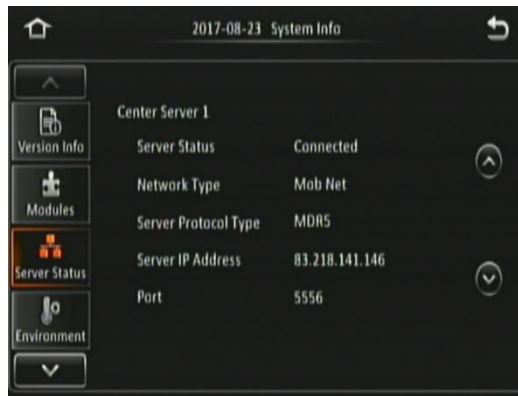 2017-08-23 System Info
Version Info
Modules
Server Status
Environment
Center Server 1
Server Status Connected
Network Type Mob Net
Server Protocol Type MDR5
Server IP Address 83.218.141.146
Port 5556